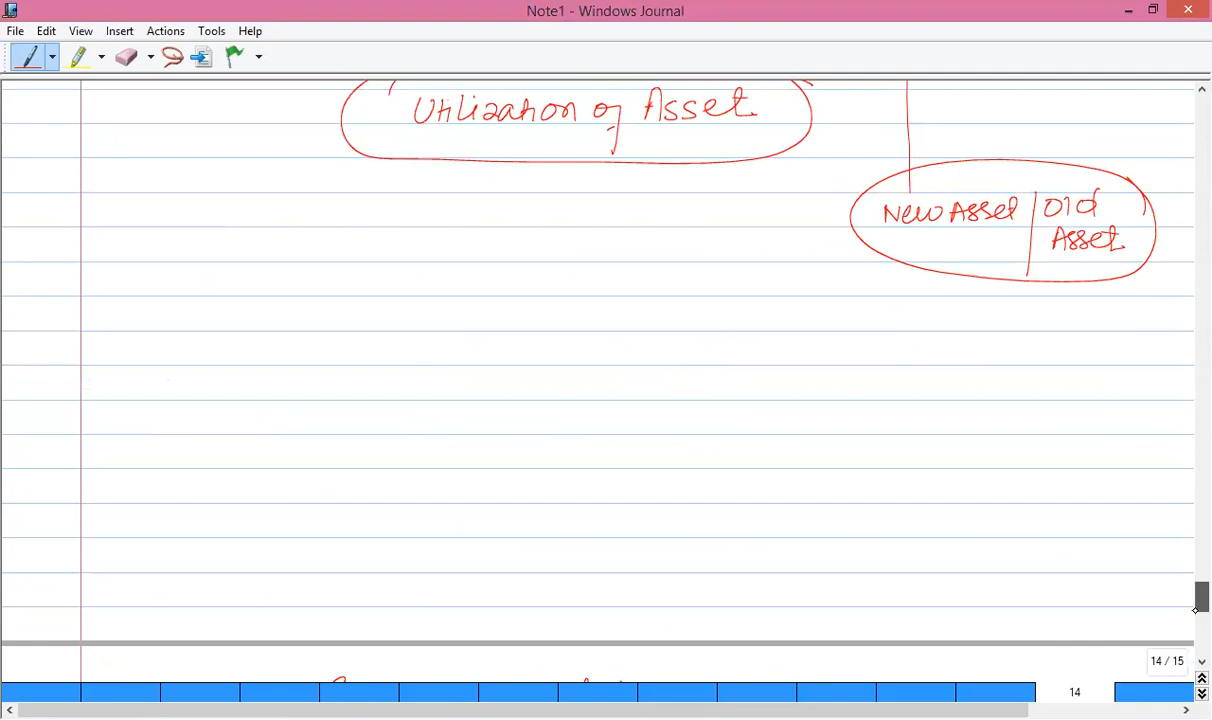 Note1 - Windows Journal
File Edit View Insert Actions Tools Help
Utilization of Asset
New Asset | Old
Asset
14 / 15
14